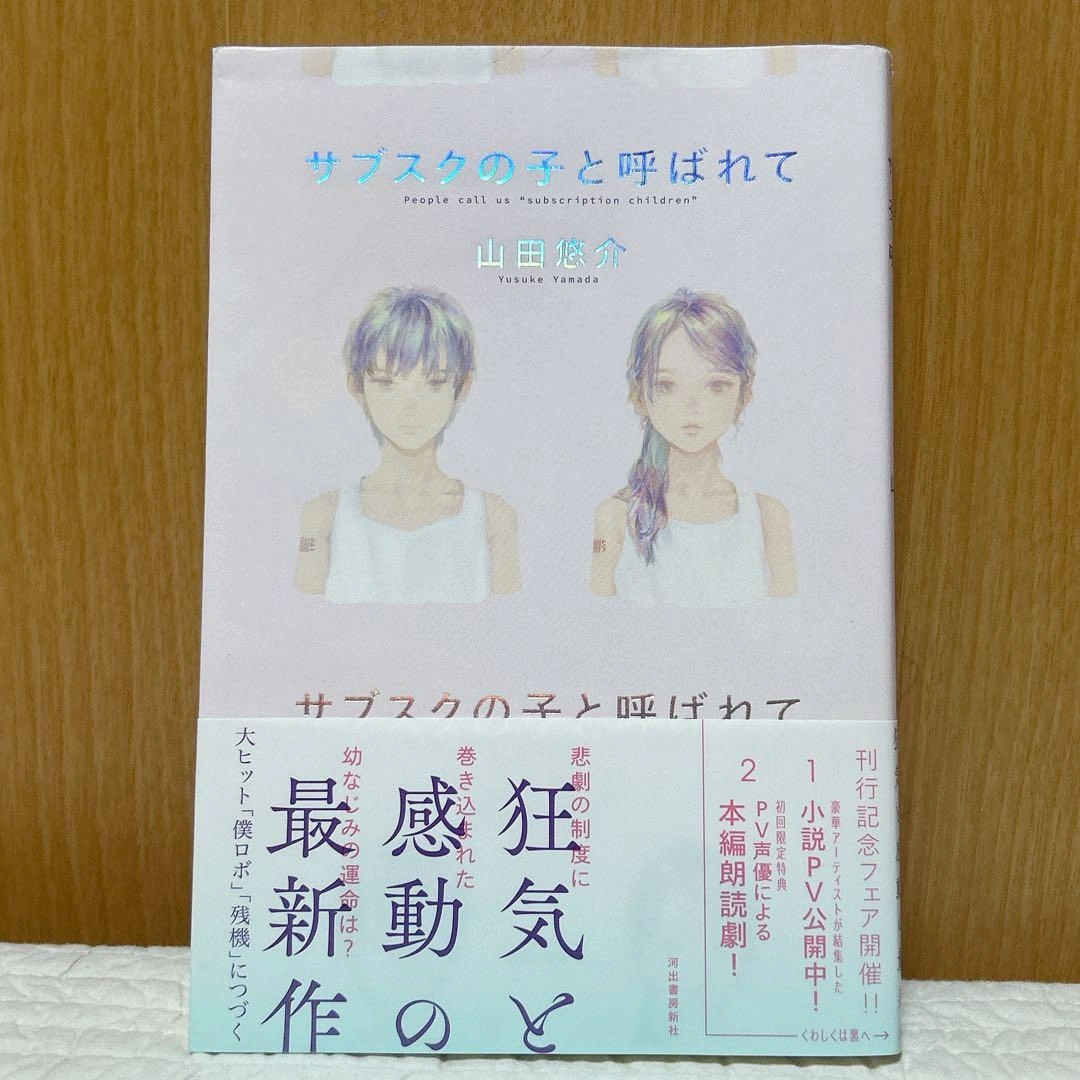 サブスクの子と呼ばれて
People call us “subscription children”
山田悠介
Yusuke Yamada
サブスクの子と呼ばれて
刊行記念フェア開催!!
1 豪華アーティストが結集した
小説PV公開中!
2 初回限定特典
PV声優による
本編朗読劇!
くわしくは裏へ→
河出書房新社
悲劇の制度に
狂気と
巻き込まれた
感動の
幼なじみの運命は?
最新作
大ヒット「僕ロボ」「残機」につづく